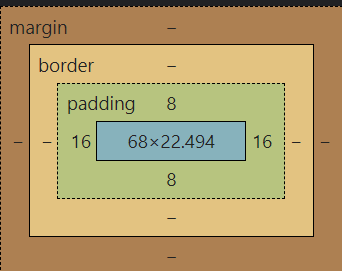 margin –
border –
padding 8
– – 16 68×22.494 16 – –
8
–
–